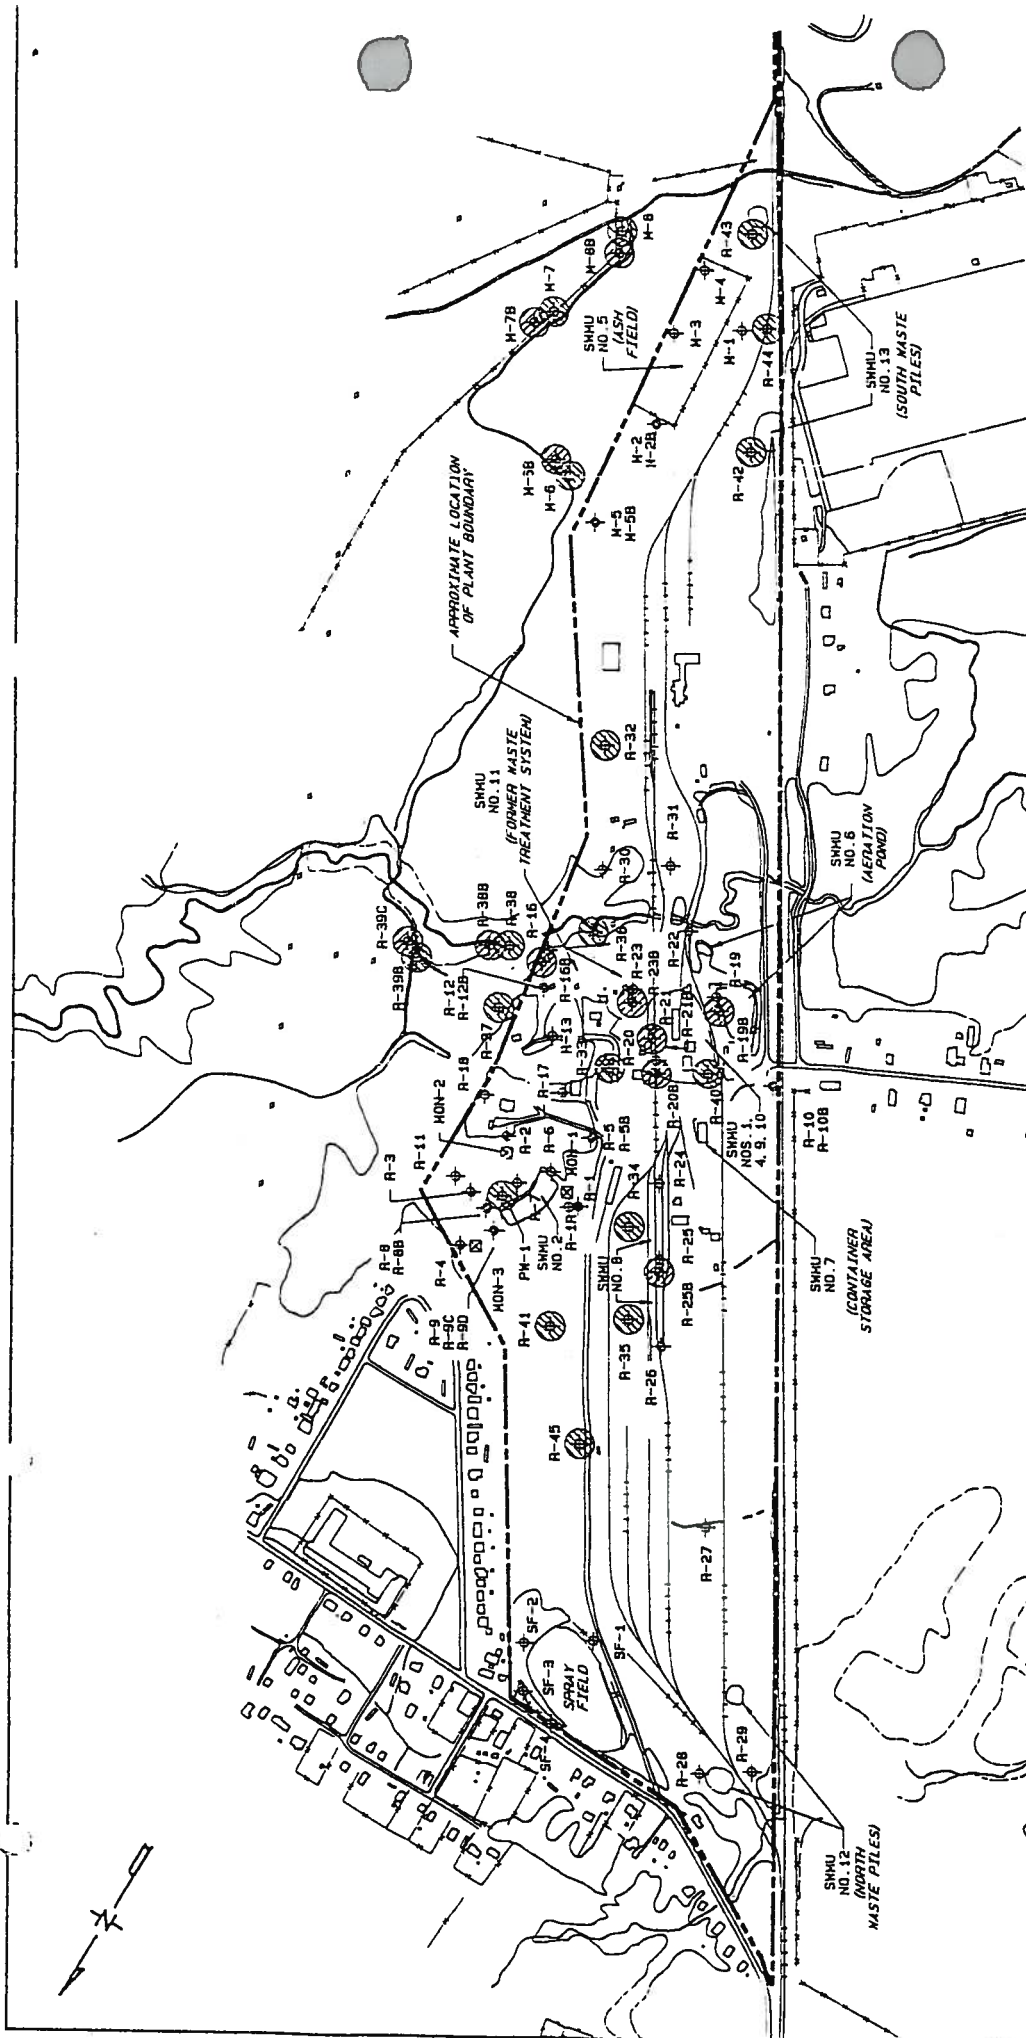 M-8
M-8B
M-7
M-7B
R-43
M-4
SWMU
NO. 5
(ASH
FIELD)
M-3
M-1
R-44
SWMU
NO. 13
(SOUTH WASTE
PILES)
M-2
M-2B
R-42
M-5B
M-6
M-5
M-5B
APPROXIMATE LOCATION
OF PLANT BOUNDARY
R-32
SWMU
NO. 11
(FORMER WASTE
TREATMENT SYSTEM)
R-31
R-30
SWMU
NO. 6
(AERATION
POND)
R-39C
R-39B
R-38B
R-38
R-16
R-16B
R-12
R-12B
R-36
R-23
R-23B
R-22
R-19
R-19B
R-37
R-13
R-21
R-21B
R-20
R-20B
R-33
R-18
R-17
R-40
SWMU
NOS. 1,
4, 9, 10
R-10
R-10B
MON-2
R-2
R-6
MON-1
R-5
R-5B
R-11
R-3
R-7
R-1
R-1R
R-34
R-24
R-8
R-8B
PW-1
SWMU
NO. 2
R-4
MON-3
SWMU
NO. 8
R-25
R-25B
SWMU
NO. 7
(CONTAINER
STORAGE AREA)
R-9
R-9C
R-9D
R-41
R-35
R-26
R-45
R-27
SF-2
SF-1
SF-3
SPRAY
FIELD
SF-4
R-28
R-29
SWMU
NO. 12
(NORTH
WASTE PILES)